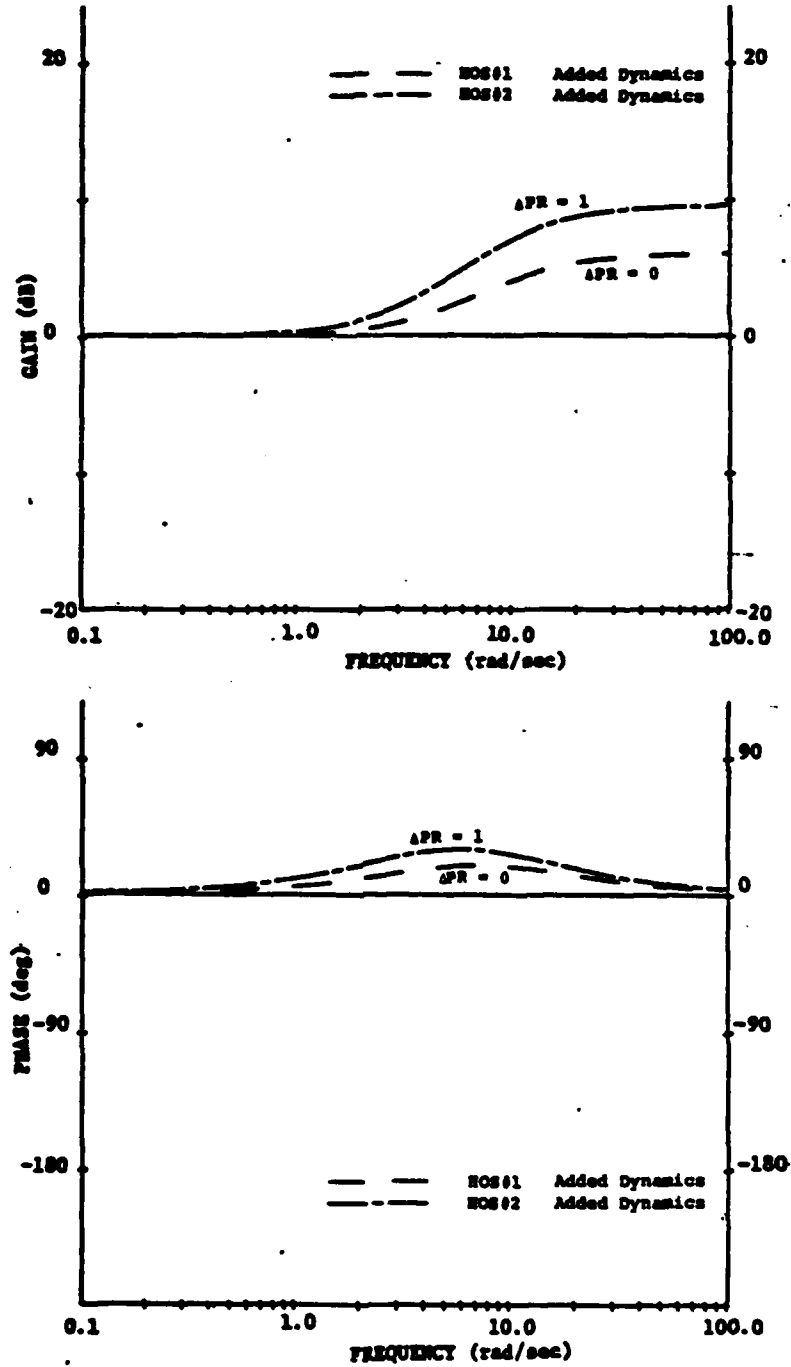 20
20
HOS#1 Added Dynamics
HOS#2 Added Dynamics
ΔPR = 1
ΔPR = 0
GAIN (dB)
0
0
-20
-20
0.1
1.0
10.0
100.0
FREQUENCY (rad/sec)
90
90
ΔPR = 1
ΔPR = 0
0
0
PHASE (deg)
-90
-90
-180
-180
HOS#1 Added Dynamics
HOS#2 Added Dynamics
0.1
1.0
10.0
100.0
FREQUENCY (rad/sec)